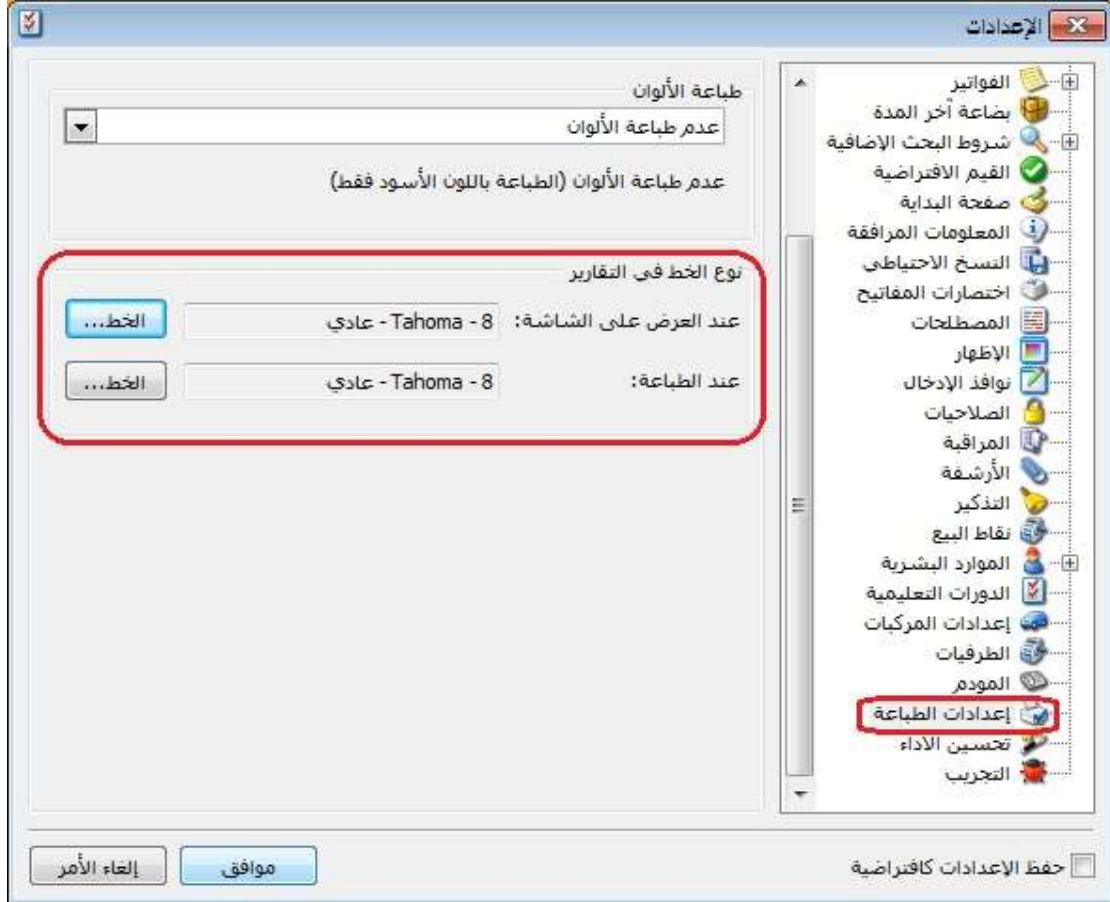 الإعدادات
الفواتير
بضاعة آخر المدة
شروط البحث الإضافية
القيم الافتراضية
صفحة البداية
المعلومات المرافقة
النسخ الاحتياطي
اختصارات المفاتيح
المصطلحات
الإظهار
نوافذ الإدخال
الصلاحيات
المراقبة
الأرشفة
التذكير
نقاط البيع
الموارد البشرية
الدورات التعليمية
إعدادات المركبات
الطرفيات
المودم
إعدادات الطباعة
تحسين الاداء
التجريب
طباعة الألوان
عدم طباعة الألوان
عدم طباعة الألوان (الطباعة باللون الأسود فقط)
نوع الخط في التقارير
عند العرض على الشاشة: Tahoma - 8 - عادي الخط...
عند الطباعة: Tahoma - 8 - عادي الخط...
حفظ الإعدادات كافتراضية
موافق
إلغاء الأمر